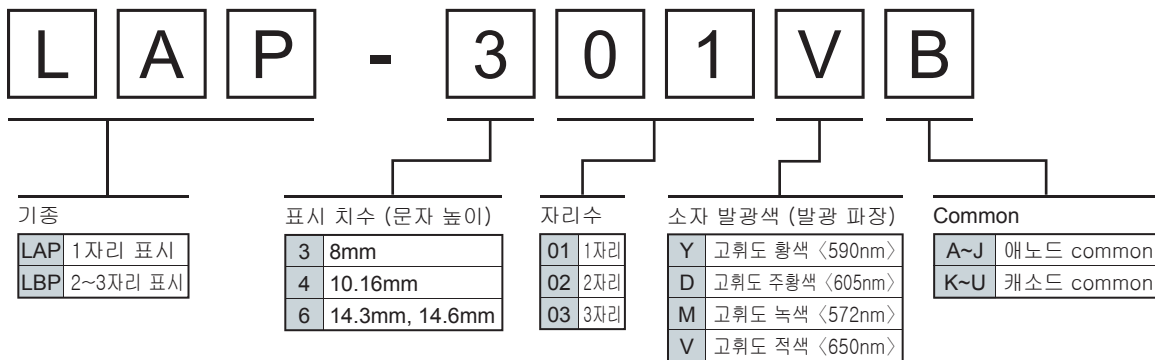 L A P - 3 0 1 V B
기종
LAP 1자리 표시
LBP 2~3자리 표시
표시 치수 (문자 높이)
3 8mm
4 10.16mm
6 14.3mm, 14.6mm
자리수
01 1자리
02 2자리
03 3자리
소자 발광색 (발광 파장)
Y 고휘도 황색〈590nm〉
D 고휘도 주황색〈605nm〉
M 고휘도 녹색〈572nm〉
V 고휘도 적색〈650nm〉
Common
A~J 애노드 common
K~U 캐소드 common